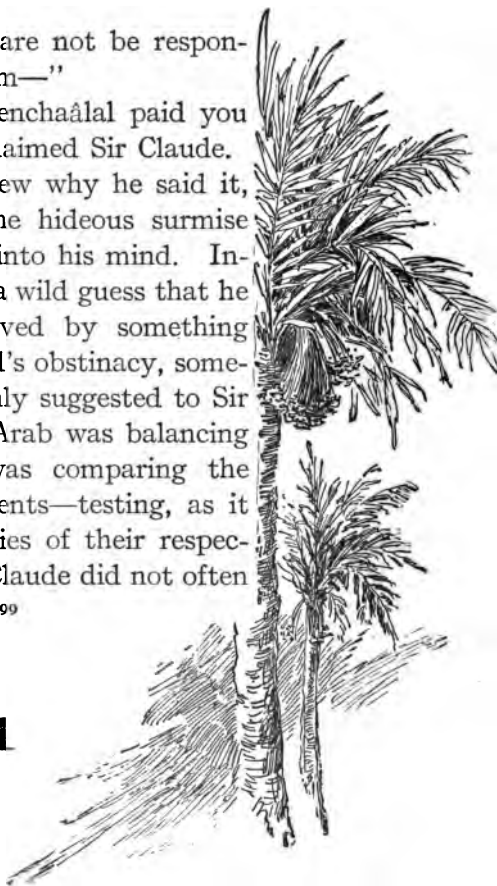 are not be respon-
—"
enchaâlal paid you
laimed Sir Claude.
ew why he said it,
ne hideous surmise
into his mind. In-
a wild guess that he
ved by something
l's obstinacy, some-
ly suggested to Sir
Arab was balancing
was comparing the
ents—testing, as it
ies of their respec-
Claude did not often
99